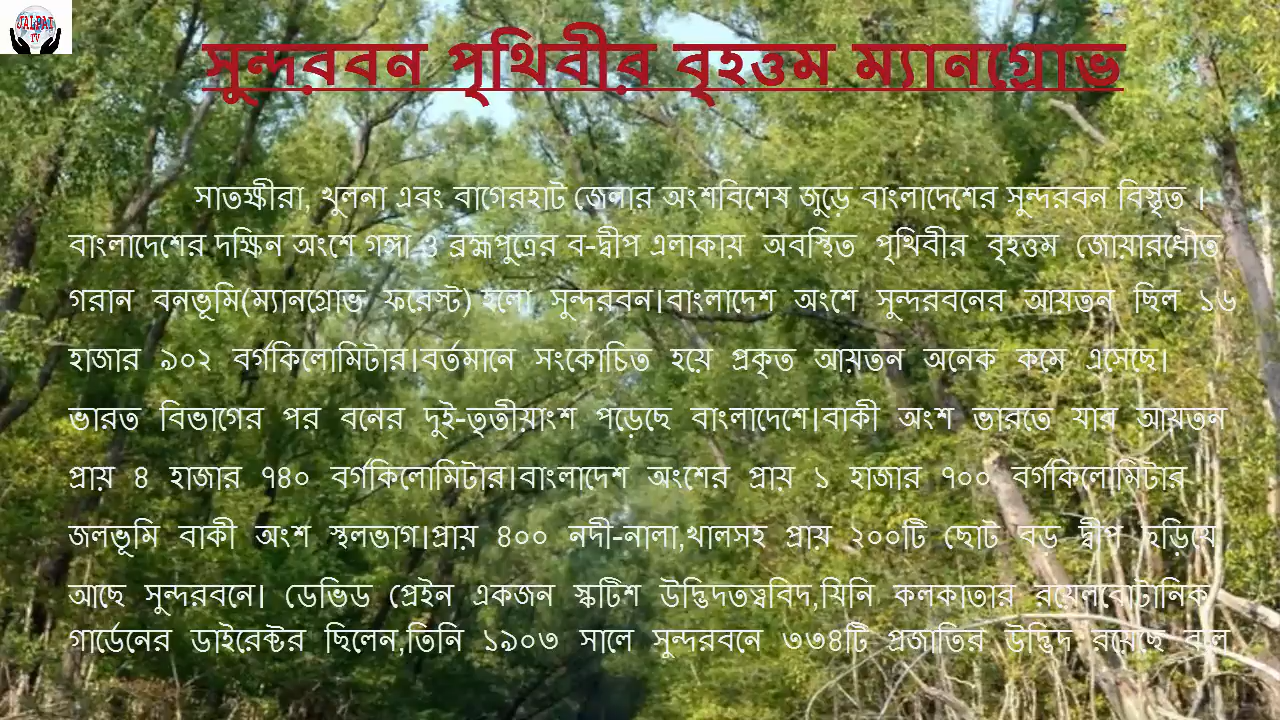 JALPAI
TV
সুন্দরবন পৃথিবীর বৃহত্তম ম্যানগ্রোভ
সাতক্ষীরা, খুলনা এবং বাগেরহাট জেলার অংশবিশেষ জুড়ে বাংলাদেশের সুন্দরবন বিস্তৃত ।
বাংলাদেশের দক্ষিন অংশে গঙ্গা ও ব্রহ্মপুত্রের ব-দ্বীপ এলাকায় অবস্থিত পৃথিবীর বৃহত্তম জোয়ারধৌত
গরান বনভূমি(ম্যানগ্রোভ ফরেস্ট) হলো সুন্দরবন।বাংলাদেশ অংশে সুন্দরবনের আয়তন ছিল ১৬
হাজার ৯০২ বর্গকিলোমিটার।বর্তমানে সংকোচিত হয়ে প্রকৃত আয়তন অনেক কমে এসেছে।
ভারত বিভাগের পর বনের দুই-তৃতীয়াংশ পড়েছে বাংলাদেশে।বাকী অংশ ভারতে যার আয়তন
প্রায় ৪ হাজার ৭৪০ বর্গকিলোমিটার।বাংলাদেশ অংশের প্রায় ১ হাজার ৭০০ বর্গকিলোমিটার
জলভূমি বাকী অংশ স্থলভাগ।প্রায় ৪০০ নদী-নালা,খালসহ প্রায় ২০০টি ছোট বড় দ্বীপ ছড়িয়ে
আছে সুন্দরবনে। ডেভিড প্রেইন একজন স্কটিশ উদ্ভিদতত্ত্ববিদ,যিনি কলকাতার রয়েলবোটানিক
গার্ডেনের ডাইরেক্টর ছিলেন,তিনি ১৯০৩ সালে সুন্দরবনে ৩৩৪টি প্রজাতির উদ্ভিদ রয়েছে বলে